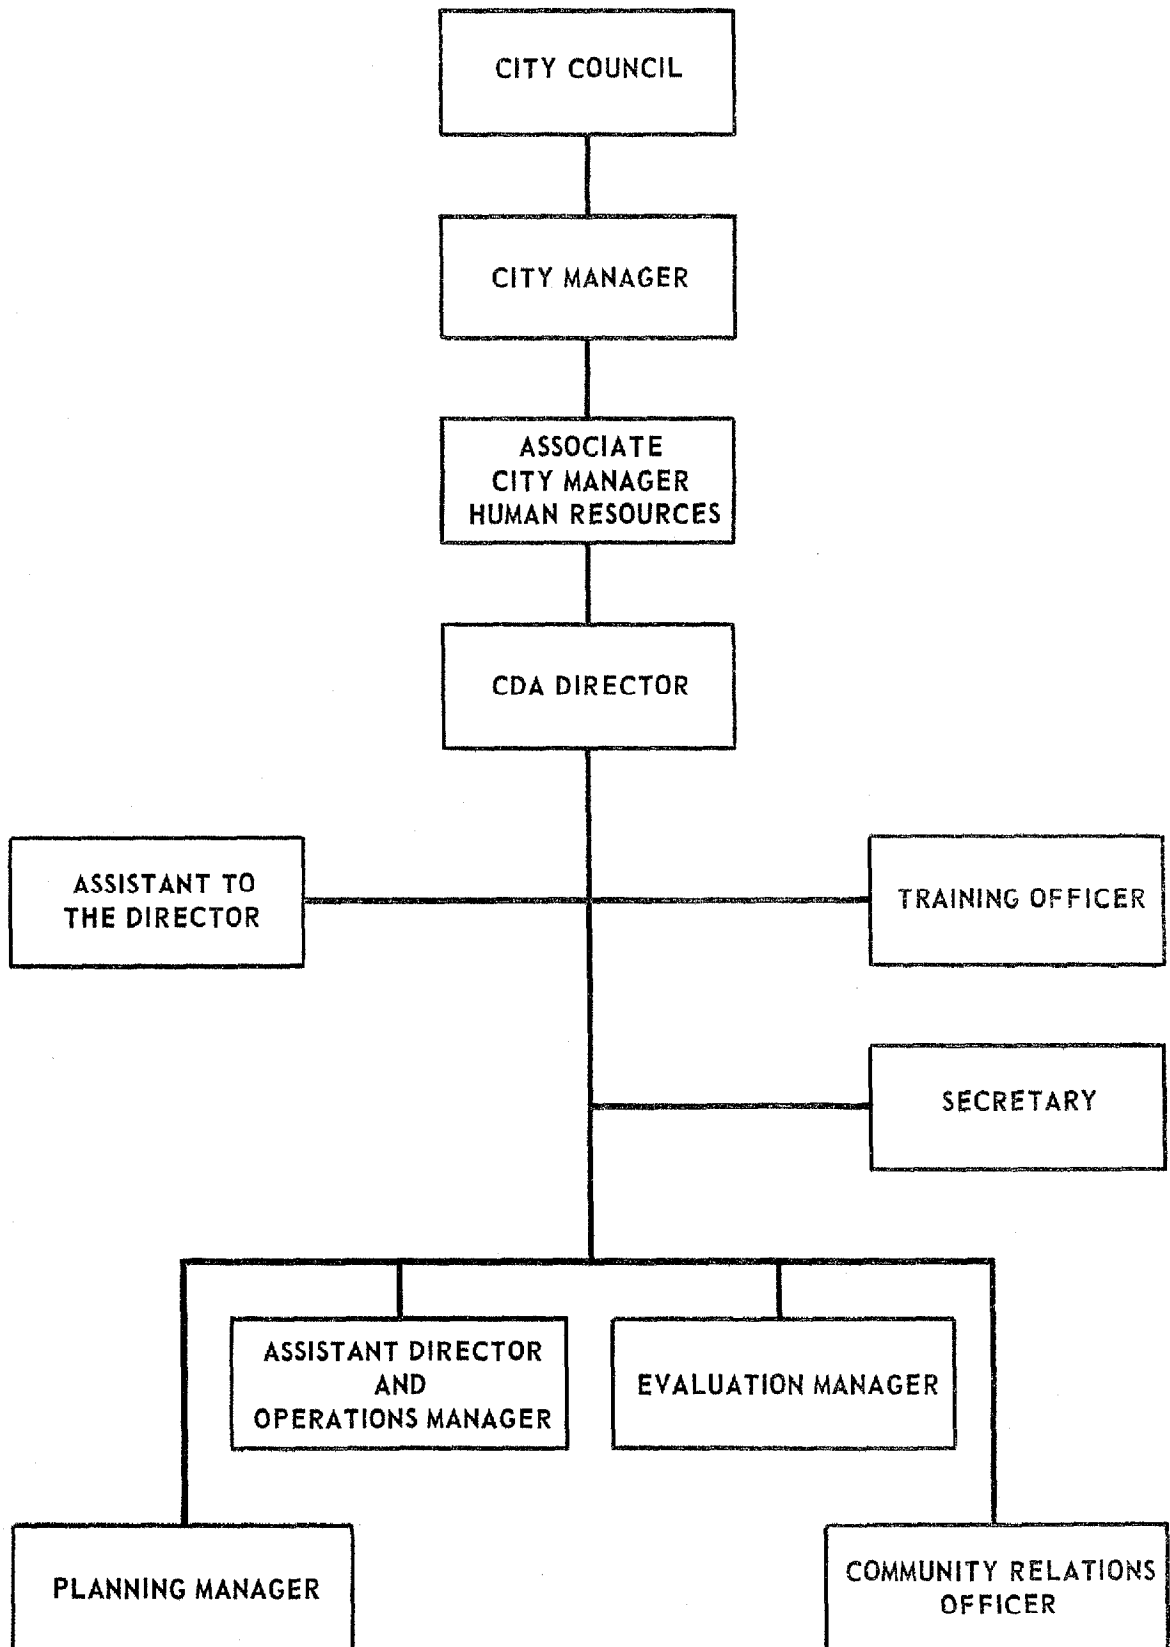 CITY COUNCIL
CITY MANAGER
ASSOCIATE
CITY MANAGER
HUMAN RESOURCES
CDA DIRECTOR
ASSISTANT TO
THE DIRECTOR
TRAINING OFFICER
SECRETARY
ASSISTANT DIRECTOR
AND
OPERATIONS MANAGER
EVALUATION MANAGER
PLANNING MANAGER
COMMUNITY RELATIONS
OFFICER